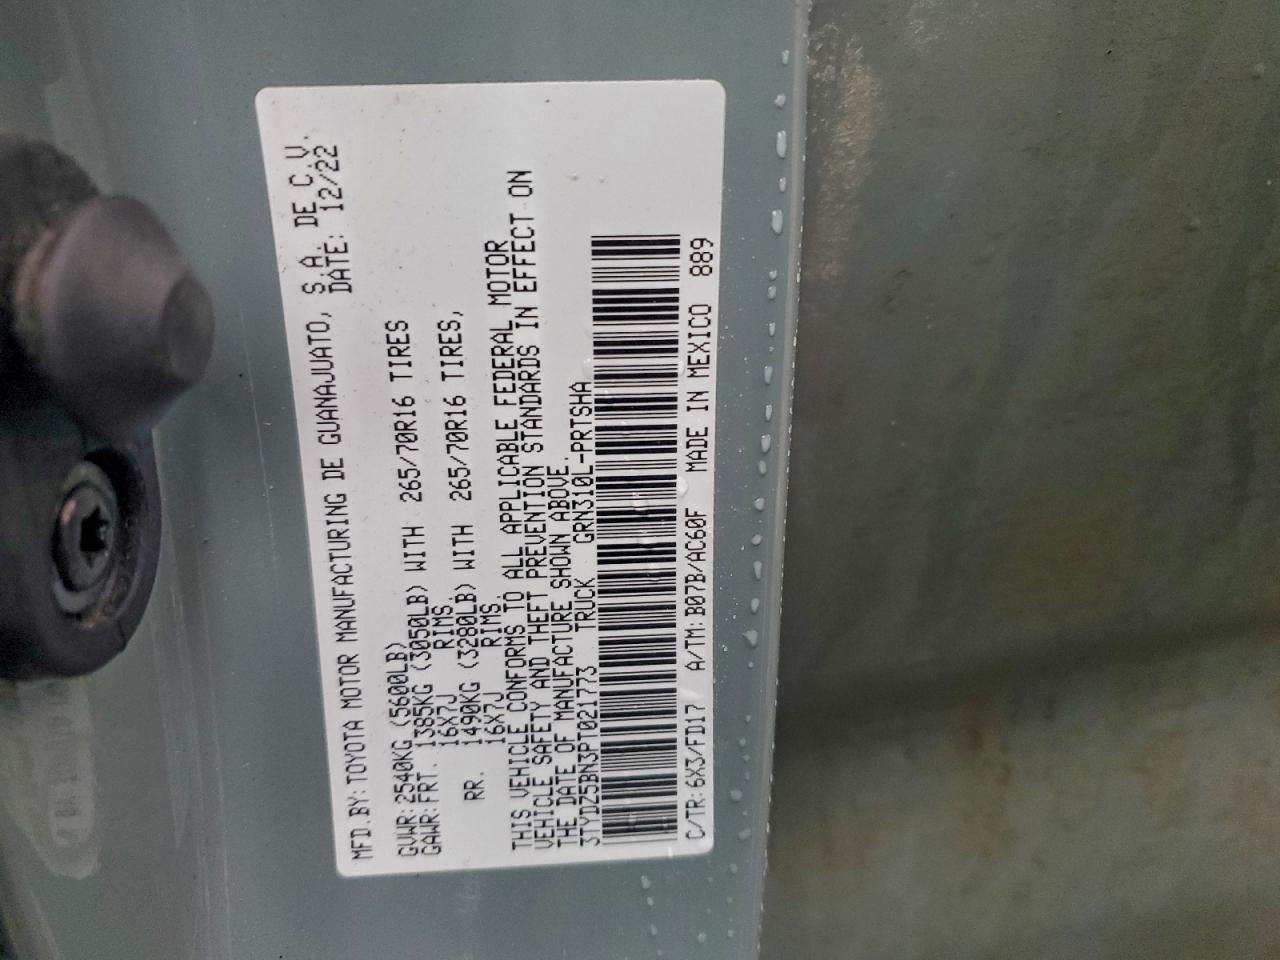 MFD.BY: TOYOTA MOTOR MANUFACTURING DE GUANAJUATO, S.A. DE C.V.
DATE: 12/22
GVWR: 2540KG (5600LB)
GAWR: FRT. 1385KG (3050LB) WITH 265/70R16 TIRES
16X7J RIMS.
RR. 1490KG (3280LB) WITH 265/70R16 TIRES,
16X7J RIMS.
THIS VEHICLE CONFORMS TO ALL APPLICABLE FEDERAL MOTOR
VEHICLE SAFETY AND THEFT PREVENTION STANDARDS IN EFFECT ON
THE DATE OF MANUFACTURE SHOWN ABOVE.
3TYDZ5BN3PT021773 TRUCK GRN310L-PRTSHA
C/TR: 6X3/FD17 A/TM: B07B/AC60F MADE IN MEXICO 889